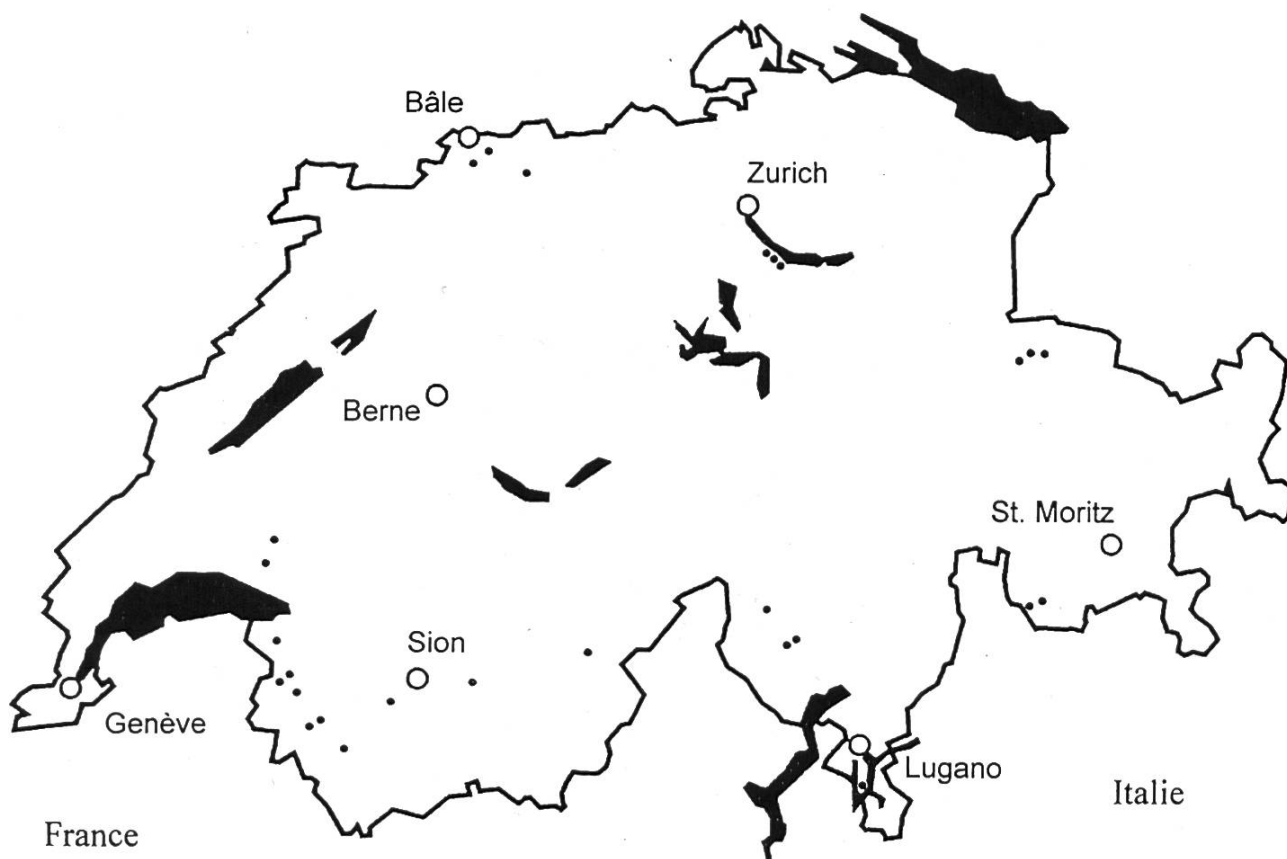 Bâle
Zurich
Berne
St. Moritz
Sion
Genève
Lugano
Italie
France